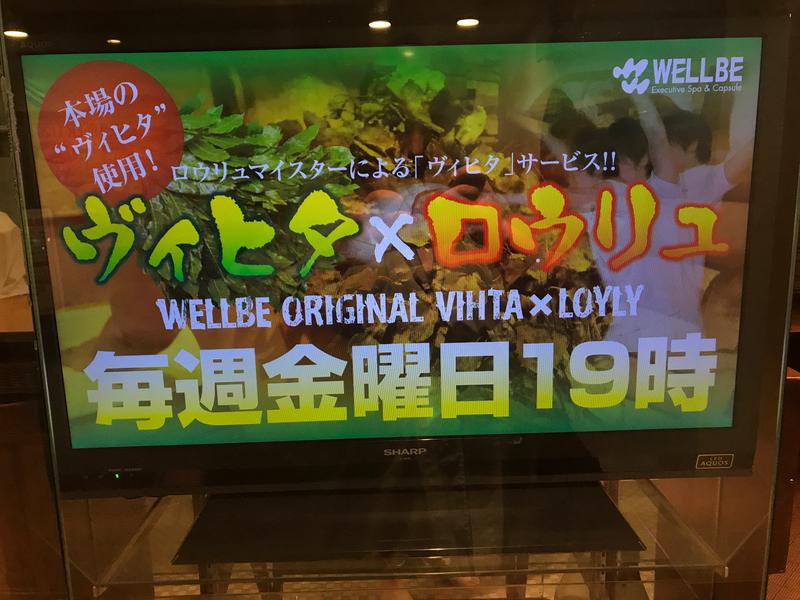 AQUOS
本場の
“ヴィヒタ”
使用!
WELLBE
Executive Spa & Capsule
ロウリュマイスターによる「ヴィヒタ」サービス!!
ヴィヒタ×ロウリュ
WELLBE ORIGINAL VIHTA×LOYLY
毎週金曜日19時
SHARP
LED
AQUOS